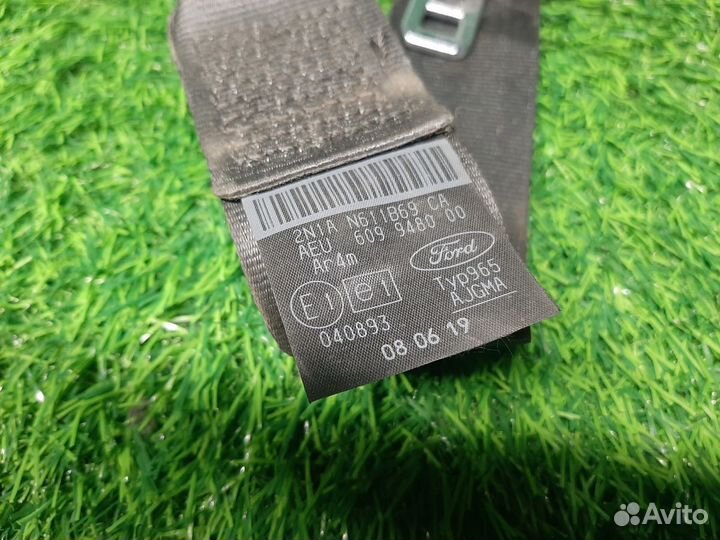 2N1A N611B69 CA
AEU 609 9480 00
Ar4m
Ford
E1 e1
Typ965
AJGMA
040893
08 06 19
Avito